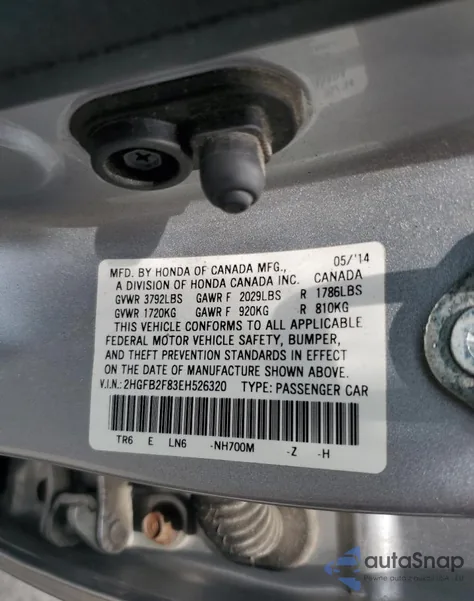 MFD. BY HONDA OF CANADA MFG., 05/'14
A DIVISION OF HONDA CANADA INC. CANADA
GVWR 3792LBS GAWR F 2029LBS R 1786LBS
GVWR 1720KG GAWR F 920KG R 810KG
THIS VEHICLE CONFORMS TO ALL APPLICABLE
FEDERAL MOTOR VEHICLE SAFETY, BUMPER,
AND THEFT PREVENTION STANDARDS IN EFFECT
ON THE DATE OF MANUFACTURE SHOWN ABOVE.
V.I.N.: 2HGFB2F83EH526320 TYPE: PASSENGER CAR
TR6 E LN6 -NH700M -Z -H
autaSnap